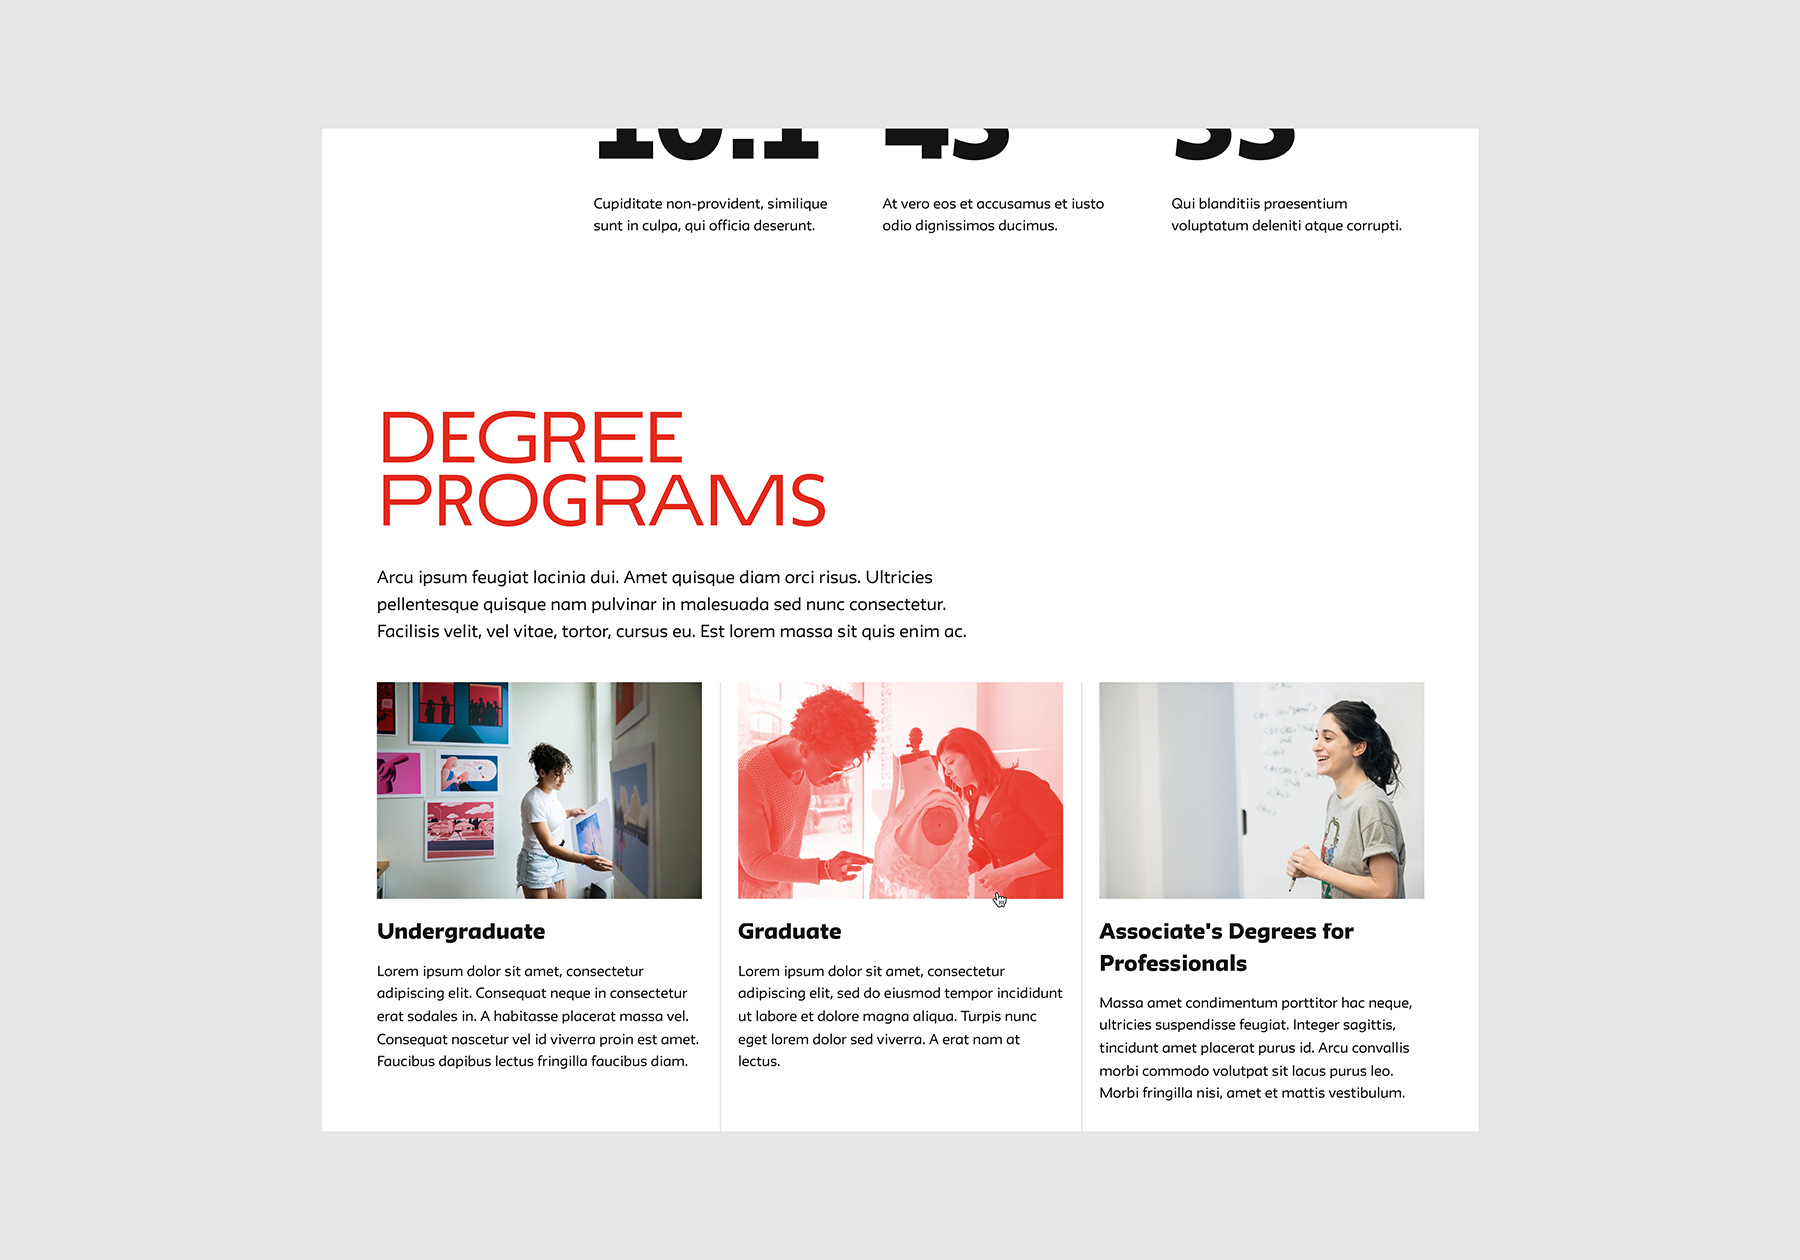 10.1 45 33
Cupiditate non-provident, similique
sunt in culpa, qui officia deserunt.
At vero eos et accusamus et iusto
odio dignissimos ducimus.
Qui blanditiis praesentium
voluptatum deleniti atque corrupti.
DEGREE
PROGRAMS
Arcu ipsum feugiat lacinia dui. Amet quisque diam orci risus. Ultricies
pellentesque quisque nam pulvinar in malesuada sed nunc consectetur.
Facilisis velit, vel vitae, tortor, cursus eu. Est lorem massa sit quis enim ac.
Undergraduate
Lorem ipsum dolor sit amet, consectetur
adipiscing elit. Consequat neque in consectetur
erat sodales in. A habitasse placerat massa vel.
Consequat nascetur vel id viverra proin est amet.
Faucibus dapibus lectus fringilla faucibus diam.
Graduate
Lorem ipsum dolor sit amet, consectetur
adipiscing elit, sed do eiusmod tempor incididunt
ut labore et dolore magna aliqua. Turpis nunc
eget lorem dolor sed viverra. A erat nam at
lectus.
Associate's Degrees for
Professionals
Massa amet condimentum porttitor hac neque,
ultricies suspendisse feugiat. Integer sagittis,
tincidunt amet placerat purus id. Arcu convallis
morbi commodo volutpat sit lacus purus leo.
Morbi fringilla nisi, amet et mattis vestibulum.